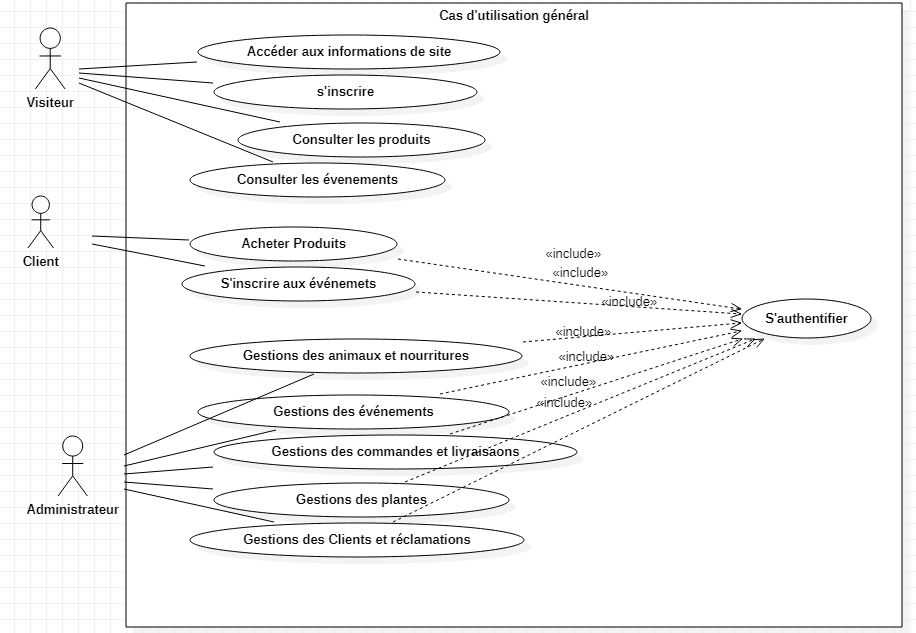 Cas d'utilisation général
Accéder aux informations de site
s'inscrire
Visiteur
Consulter les produits
Consulter les évenements
Acheter Produits
«include»
Client
«include»
S'inscrire aux événemets
«include»
S'authentifier
«include»
Gestions des animaux et nourritures
«include»
«include»
«include»
Gestions des événements
Gestions des commandes et livraisaons
Gestions des plantes
Administrateur
Gestions des Clients et réclamations